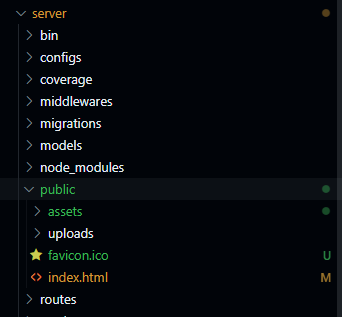 server
bin
configs
coverage
middlewares
migrations
models
node_modules
public
assets
uploads
favicon.ico U
index.html M
routes